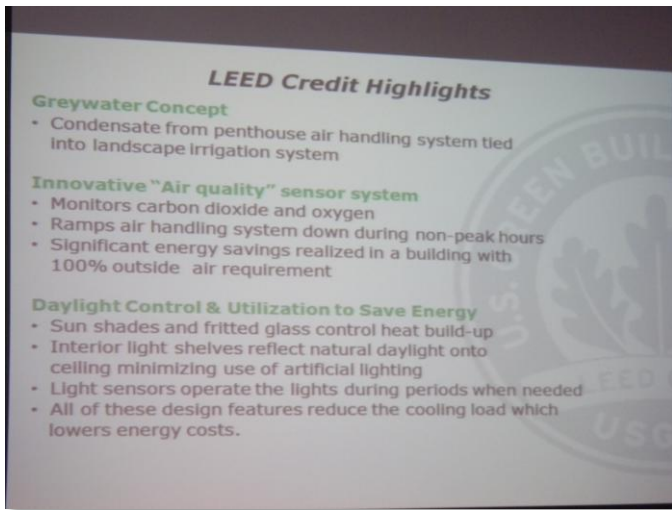 LEED Credit Highlights
Greywater Concept
• Condensate from penthouse air handling system tied
into landscape irrigation system
Innovative "Air quality" sensor system
• Monitors carbon dioxide and oxygen
• Ramps air handling system down during non-peak hours
• Significant energy savings realized in a building with
100% outside air requirement
Daylight Control & Utilization to Save Energy
• Sun shades and fritted glass control heat build-up
• Interior light shelves reflect natural daylight onto
ceiling minimizing use of artificial lighting
• Light sensors operate the lights during periods when needed
• All of these design features reduce the cooling load which
lowers energy costs.
U.S. GREEN BUIL
LEED
USG